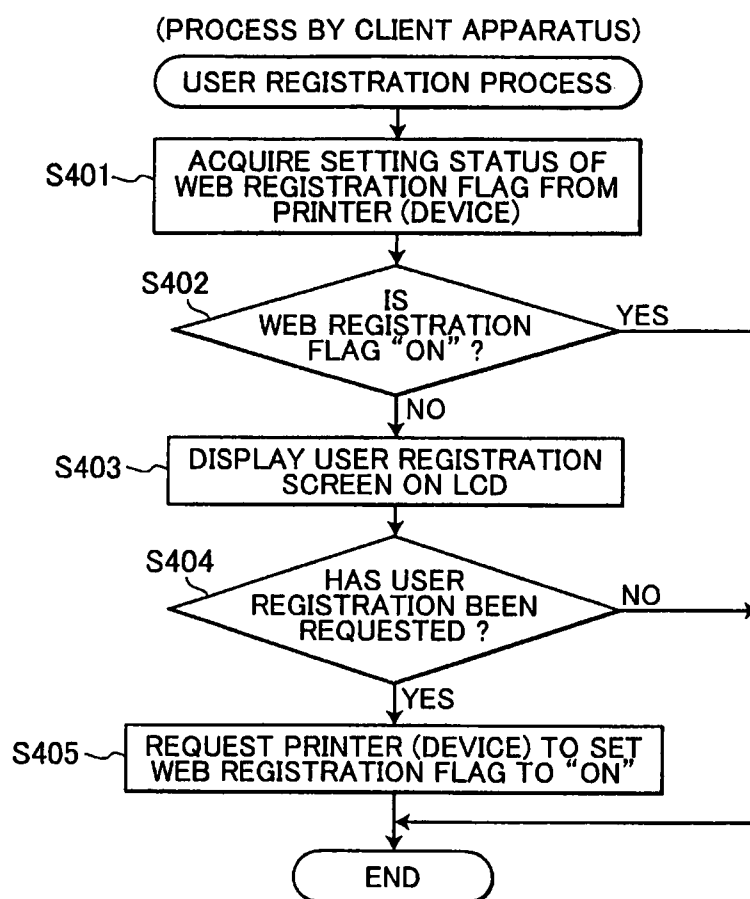 (PROCESS BY CLIENT APPARATUS)
USER REGISTRATION PROCESS
S401
ACQUIRE SETTING STATUS OF
WEB REGISTRATION FLAG FROM
PRINTER (DEVICE)
S402
IS
WEB REGISTRATION
FLAG “ON” ?
YES
NO
S403
DISPLAY USER REGISTRATION
SCREEN ON LCD
S404
HAS USER
REGISTRATION BEEN
REQUESTED ?
NO
YES
S405
REQUEST PRINTER (DEVICE) TO SET
WEB REGISTRATION FLAG TO “ON”
END